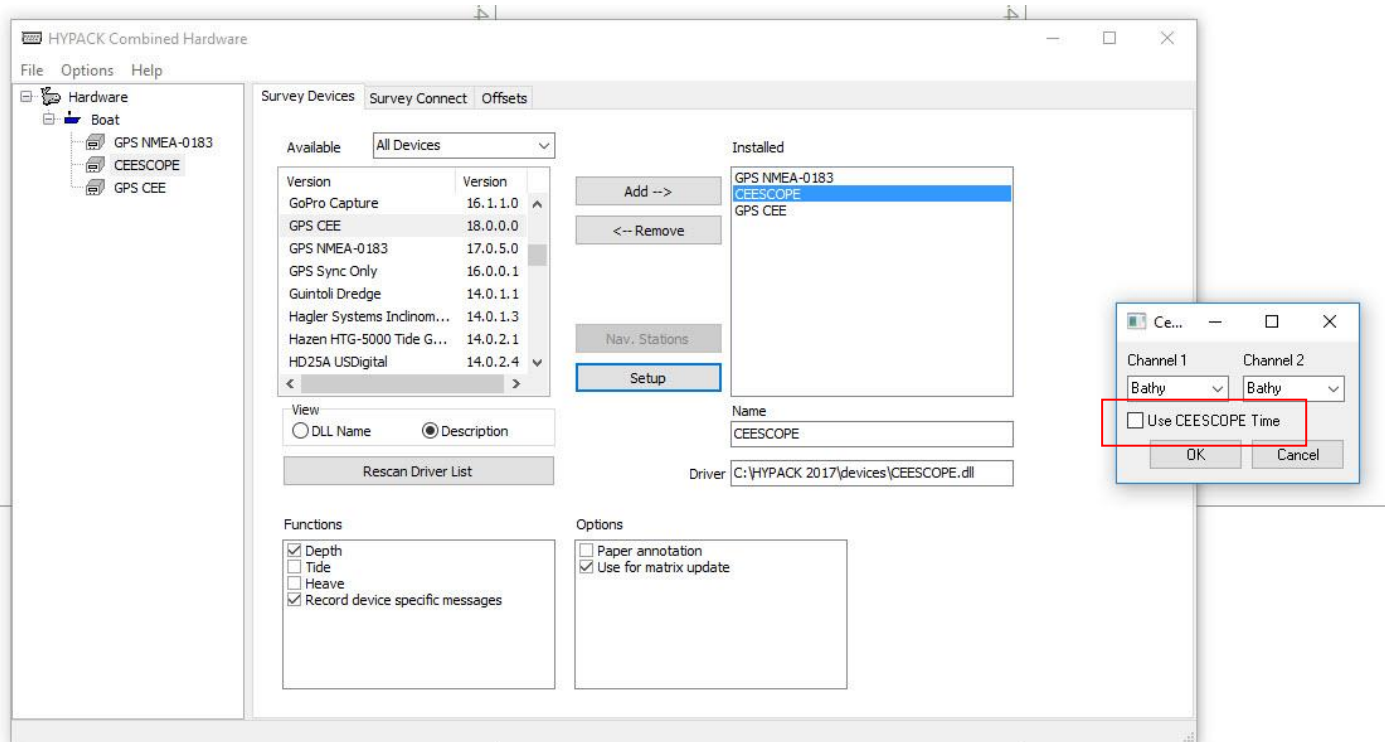 HYPACK Combined Hardware
File Options Help
Hardware
Boat
GPS NMEA-0183
CEESCOPE
GPS CEE
Survey Devices Survey Connect Offsets
Available All Devices
Version Version
GoPro Capture 16.1.1.0
GPS CEE 18.0.0.0
GPS NMEA-0183 17.0.5.0
GPS Sync Only 16.0.0.1
Guintoli Dredge 14.0.1.1
Hagler Systems Inclinom... 14.0.1.3
Hazen HTG-5000 Tide G... 14.0.2.1
HD25A USDigital 14.0.2.4
View
DLL Name Description
Rescan Driver List
Add -->
<-- Remove
Nav. Stations
Setup
Installed
GPS NMEA-0183
CEESCOPE
GPS CEE
Name
CEESCOPE
Driver C:\HYPACK 2017\devices\CEESCOPE.dll
Functions
Depth
Tide
Heave
Record device specific messages
Options
Paper annotation
Use for matrix update
Ce...
Channel 1 Channel 2
Bathy Bathy
Use CEESCOPE Time
OK Cancel
4
4